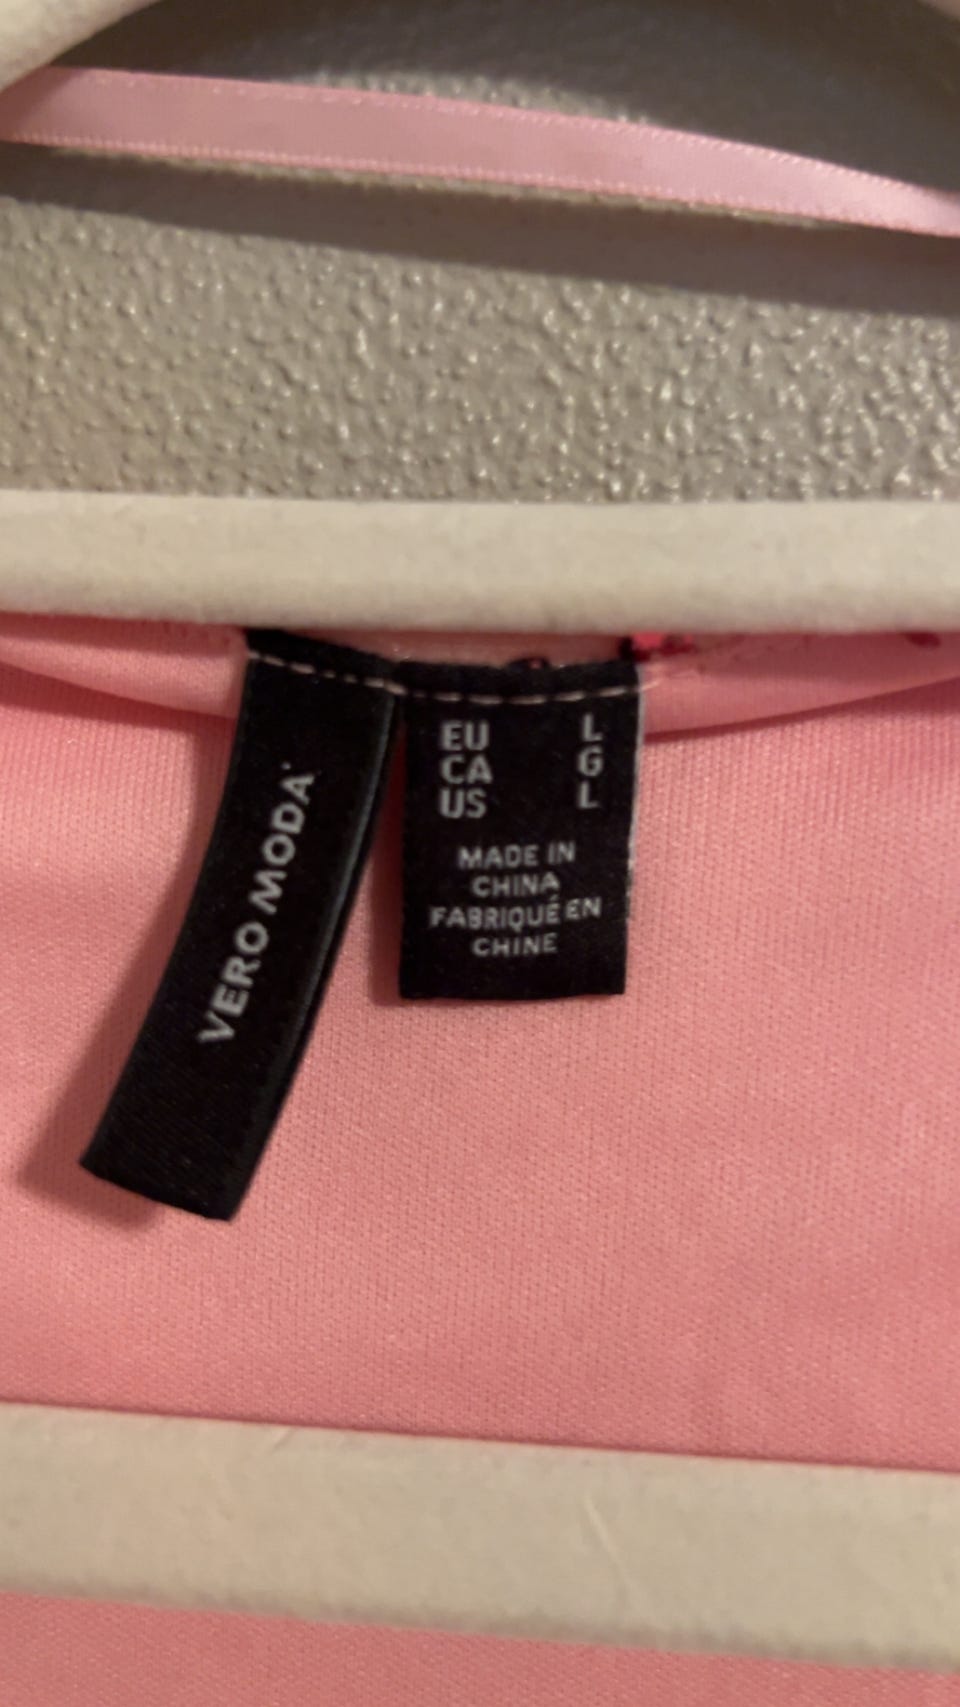 VERO MODA
EU L
CA G
US L
MADE IN
CHINA
FABRIQUÉ EN
CHINE